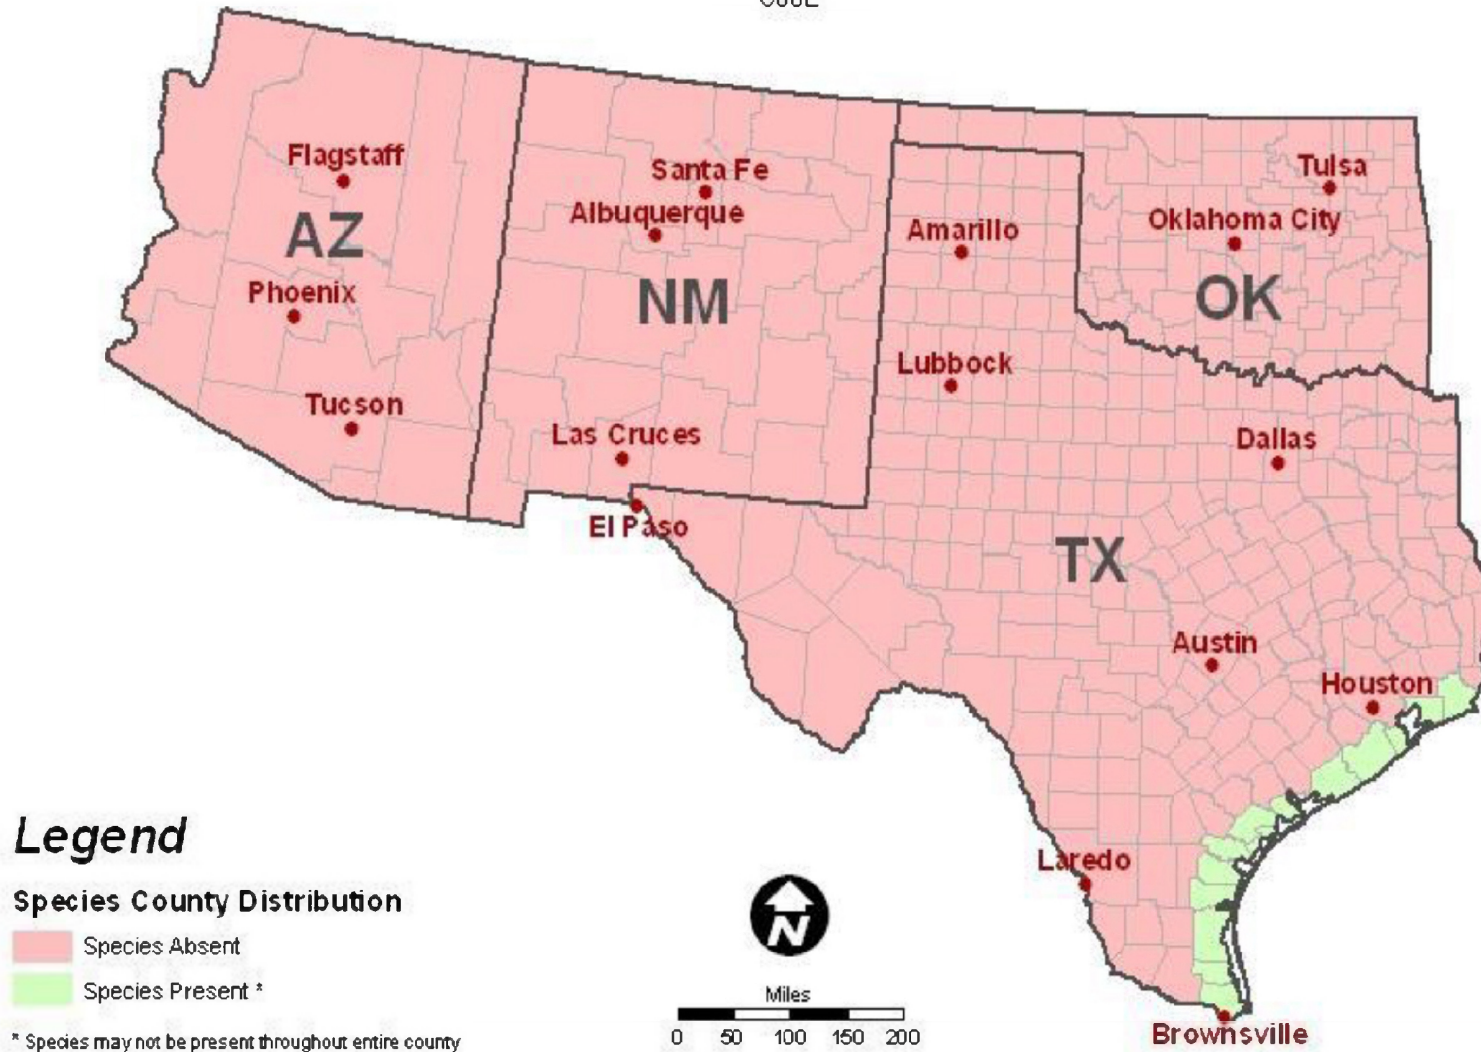 Flagstaff
Santa Fe
Tulsa
Albuquerque
Oklahoma City
AZ
Amarillo
Phoenix
NM
OK
Lubbock
Tucson
Las Cruces
Dallas
El Paso
TX
Austin
Houston
Legend
Laredo
Species County Distribution
N
Species Absent
Species Present *
Miles
0 50 100 150 200
Brownsville
* Species may not be present throughout entire county